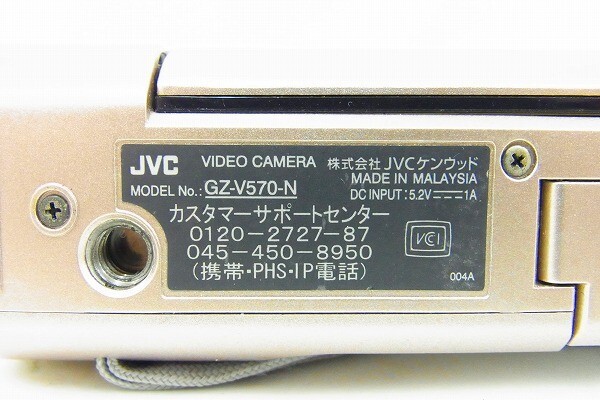 JVC VIDEO CAMERA 株式会社JVCケンウッド
MADE IN MALAYSIA
MODEL No.: GZ-V570-N DC INPUT : 5.2V⎓1A
カスタマーサポートセンター
0120-2727-87
045-450-8950
(携帯・PHS・IP電話)
VCI
004A